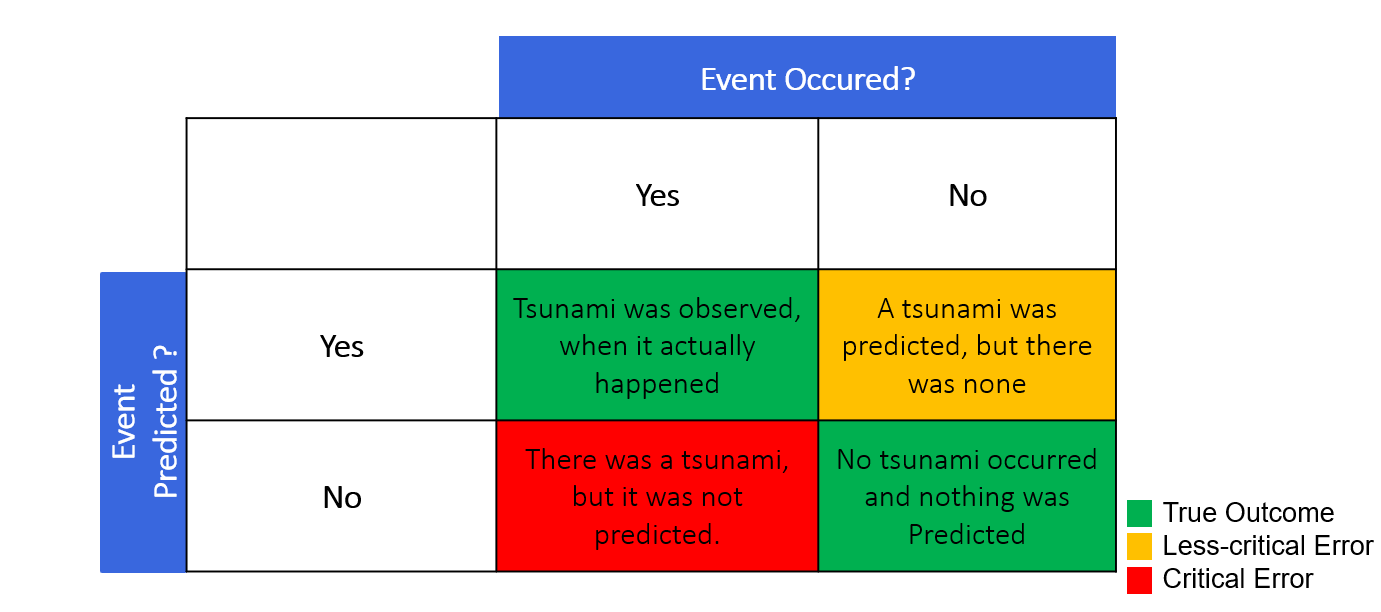 Event Occured?
Yes
No
Event
Predicted ?
Yes
Tsunami was observed,
when it actually
happened
A tsunami was
predicted, but there
was none
No
There was a tsunami,
but it was not
predicted.
No tsunami occurred
and nothing was
Predicted
True Outcome
Less-critical Error
Critical Error